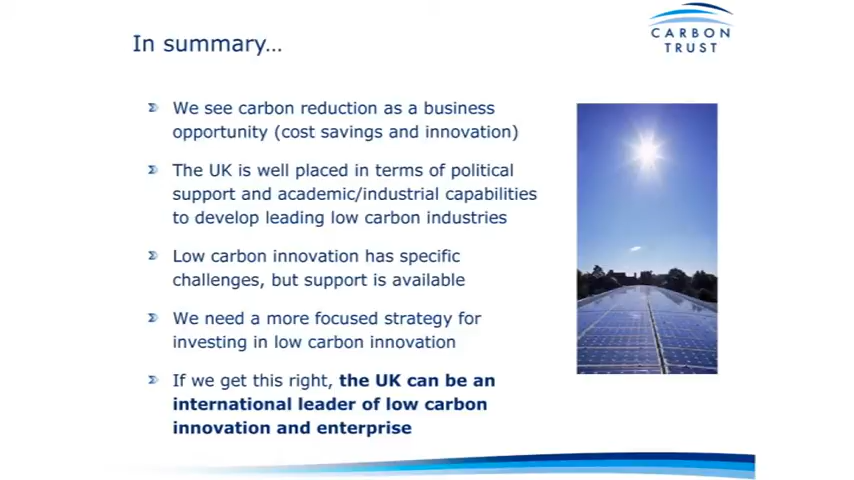 In summary...
CARBON
TRUST
We see carbon reduction as a business
opportunity (cost savings and innovation)
The UK is well placed in terms of political
support and academic/industrial capabilities
to develop leading low carbon industries
Low carbon innovation has specific
challenges, but support is available
We need a more focused strategy for
investing in low carbon innovation
If we get this right, the UK can be an
international leader of low carbon
innovation and enterprise